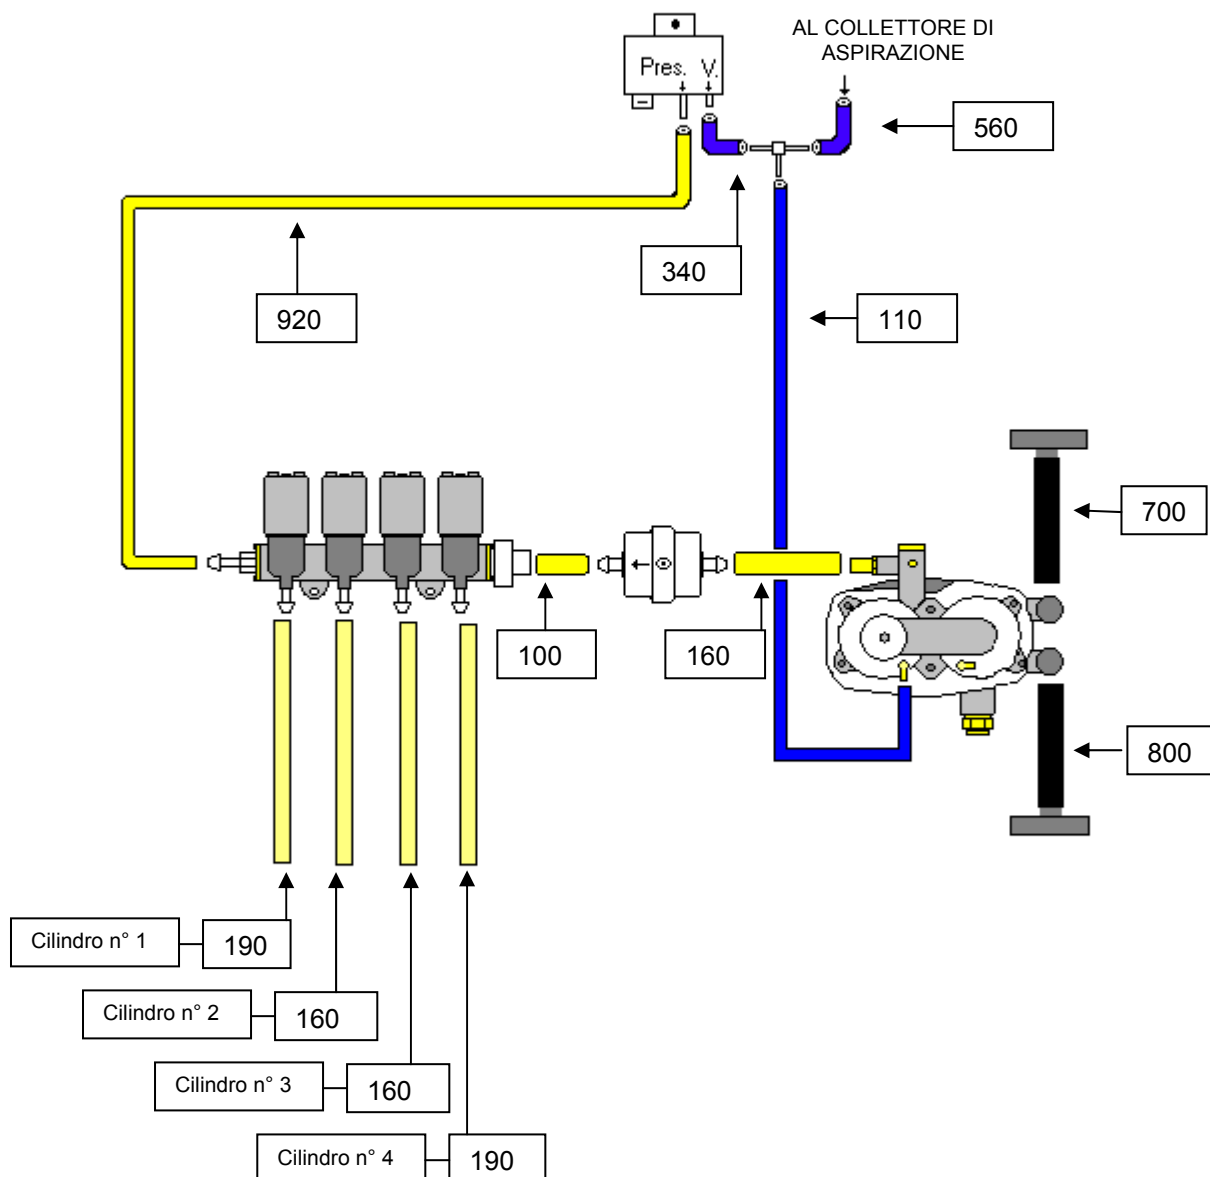 AL COLLETTORE DI
ASPIRAZIONE
Pres. V.
560
340
920
110
700
100
160
800
Cilindro n° 1
190
Cilindro n° 2
160
Cilindro n° 3
160
Cilindro n° 4
190